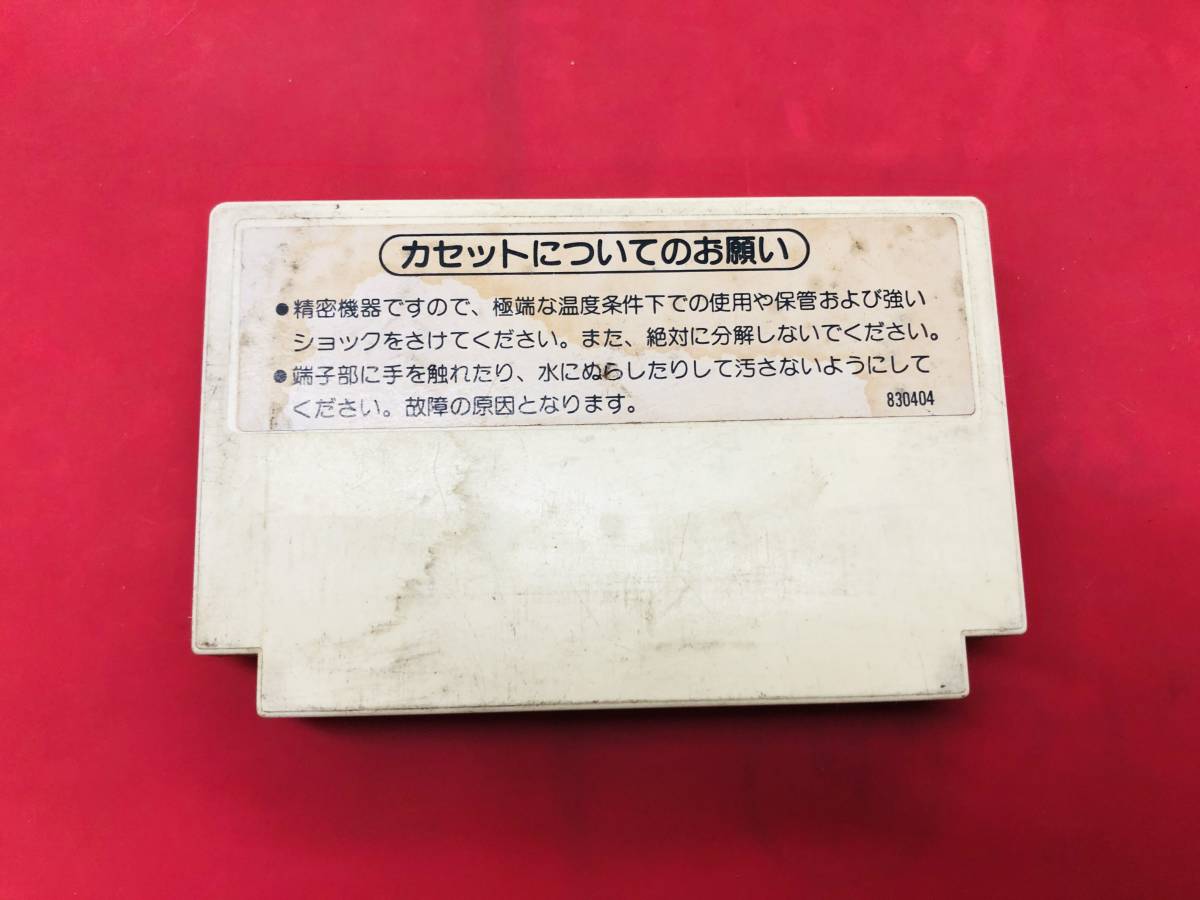 カセットについてのお願い
●精密機器ですので、極端な温度条件下での使用や保管および強い
ショックをさけてください。また、絶対に分解しないでください。
●端子部に手を触れたり、水にぬらしたりして汚さないようにして
ください。故障の原因となります。
830404